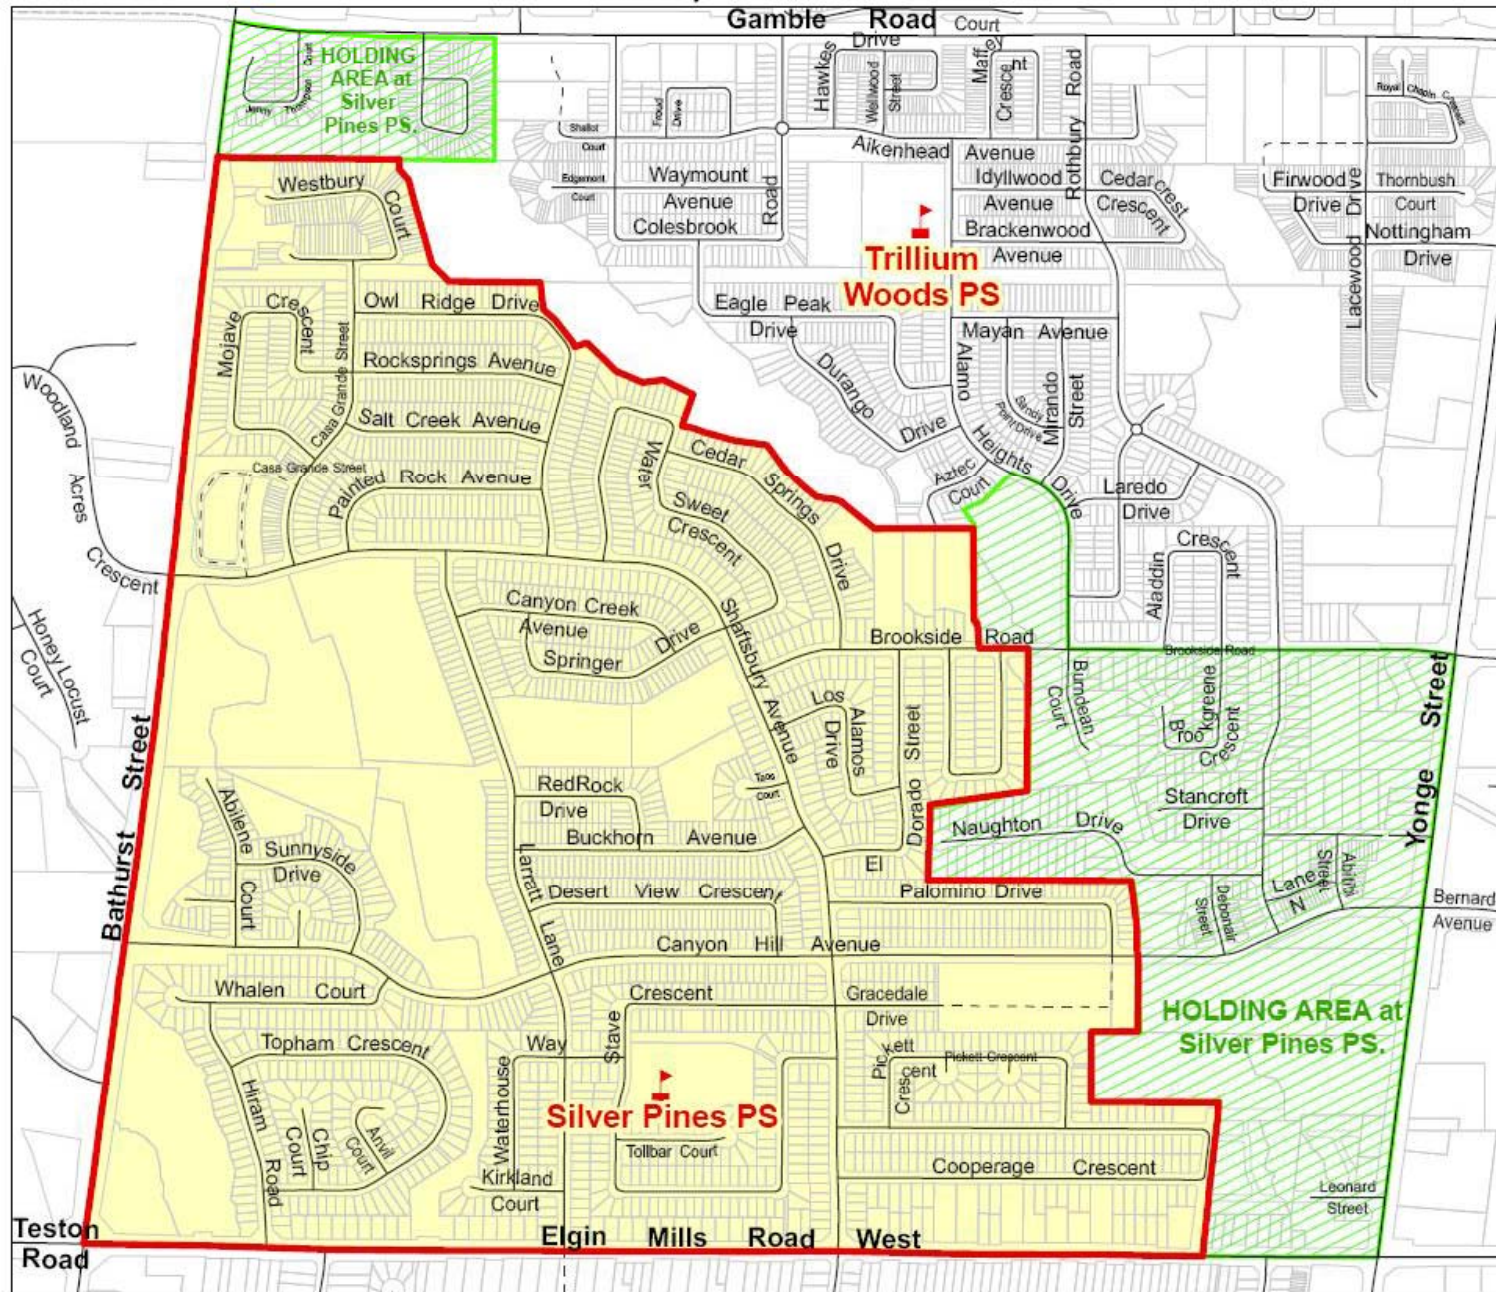 Gamble Road
Court
HOLDING
AREA at
Silver
Pines PS.
Jenny Thompson Court
Hawkes
Drive
Wellwood
Street
Maffey
Crescent
Rothbury Road
Froud
Drive
Shallot
Court
Royal Chapin Crescent
Aikenhead Avenue
Westbury
Court
Edgemont
Court
Waymount
Avenue
Colesbrook
Road
Idyllwood
Avenue
Brackenwood
Avenue
Cedarcrest
Crescent
Firwood
Drive
Lacewood Drive
Thornbush
Court
Nottingham
Drive
Trillium
Woods PS
Owl Ridge Drive
Eagle Peak
Drive
Mojave
Crescent
Casa Grande Street
Rocksprings Avenue
Mayan Avenue
Alamo
Heights
Drive
Durango
Drive
Sandy
Point Drive
Mirando
Street
Woodland
Acres
Crescent
Salt Creek Avenue
Casa Grande Street
Painted Rock Avenue
Water
Sweet
Crescent
Cedar
Springs
Drive
Aztec
Court
Laredo
Drive
Aladdin
Crescent
Honey Locust
Court
Canyon Creek
Avenue
Springer
Drive
Shaftsbury Avenue
Brookside Road
Brookside Road
Burndean
Court
Brookgreene
Crescent
Bathurst Street
Yonge Street
Los
Alamos
Drive
El
Dorado Street
Taos
Court
RedRock
Drive
Buckhorn Avenue
Stancroft
Drive
Naughton Drive
Abilene
Court
Sunnyside
Drive
Larratt
Lane
Desert View Crescent
Palomino Drive
Debonair
Street
Lane
N
Abitibi
Street
Bernard
Avenue
Canyon Hill Avenue
Whalen Court
Stave
Crescent
Gracedale
Drive
HOLDING AREA at
Silver Pines PS.
Topham Crescent
Way
Waterhouse
Pickett
Crescent
Pickett Crescent
Hiram
Road
Chip
Court
Anvil
Court
Silver Pines PS
Tollbar Court
Kirkland
Court
Cooperage Crescent
Leonard
Street
Teston
Road
Elgin Mills Road West